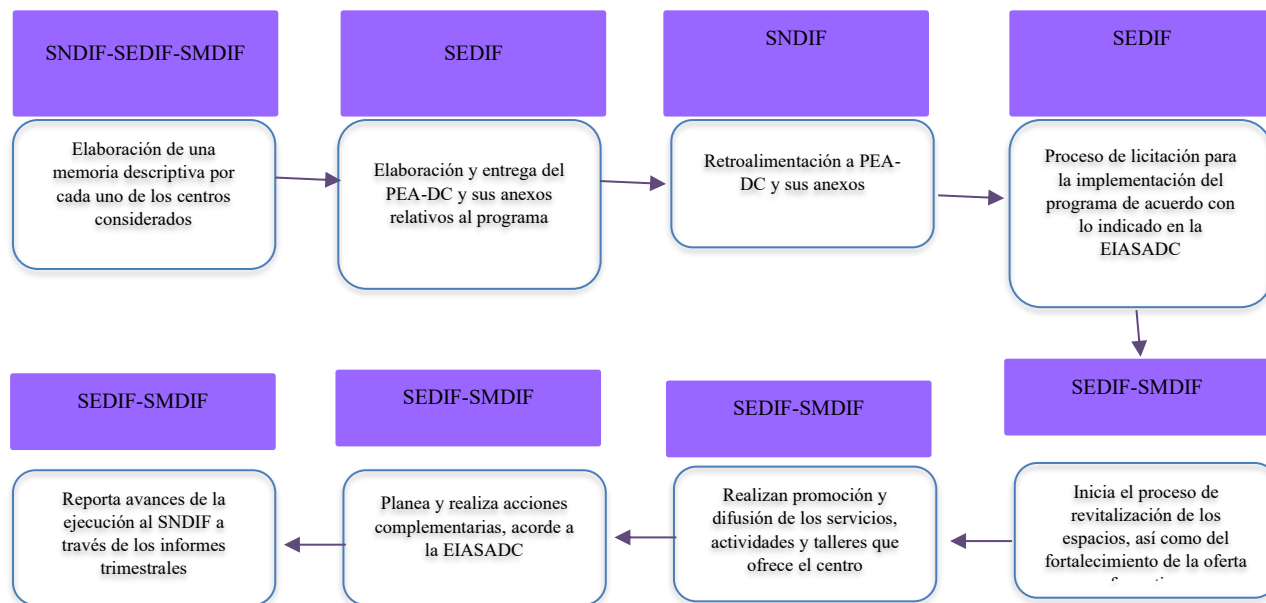 SNDIF-SEDIF-SMDIF
Elaboración de una
memoria descriptiva por
cada uno de los centros
considerados
SEDIF
Elaboración y entrega del
PEA-DC y sus anexos
relativos al programa
SNDIF
Retroalimentación a PEA-
DC y sus anexos
SEDIF
Proceso de licitación para
la implementación del
programa de acuerdo con
lo indicado en la
EIASADC
SEDIF-SMDIF
Inicia el proceso de
revitalización de los
espacios, así como del
fortalecimiento de la oferta
SEDIF-SMDIF
Realizan promoción y
difusión de los servicios,
actividades y talleres que
ofrece el centro
SEDIF-SMDIF
Planea y realiza acciones
complementarias, acorde a
la EIASADC
SEDIF-SMDIF
Reporta avances de la
ejecución al SNDIF a
través de los informes
trimestrales